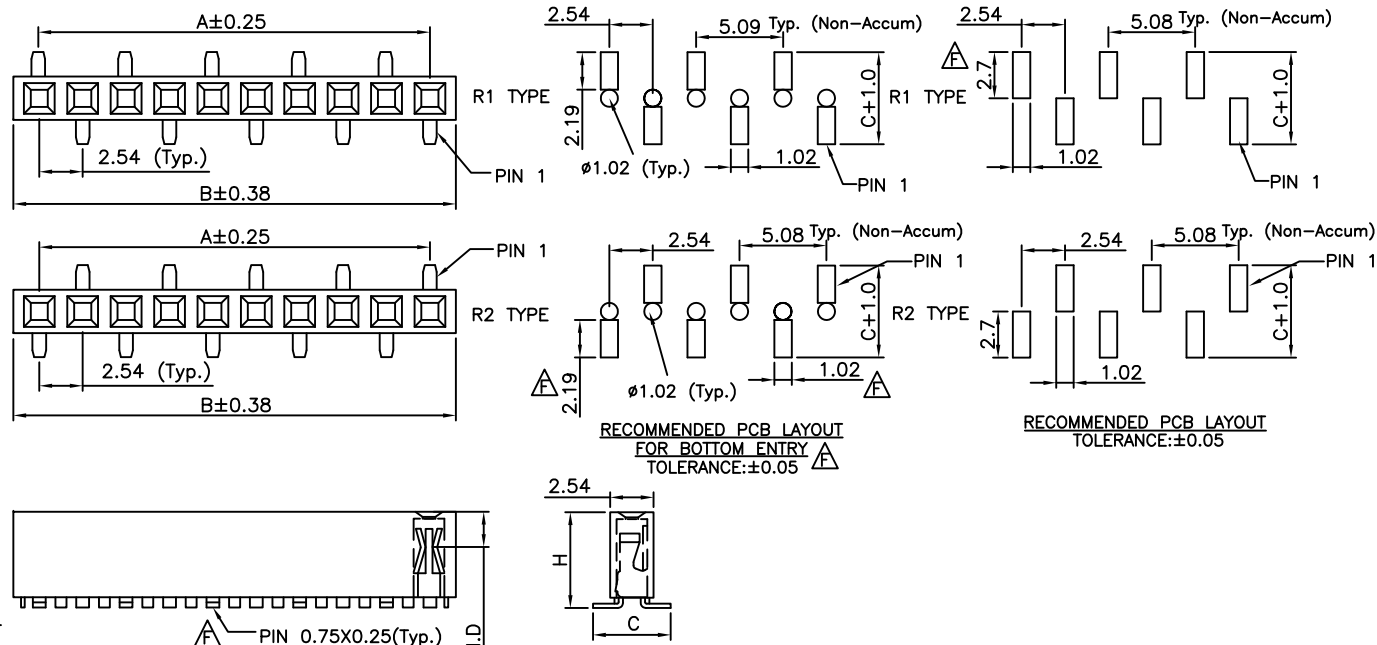 A±0.25
R1 TYPE
2.54 (Typ.)
PIN 1
B±0.38
2.54
5.09 Typ. (Non-Accum)
2.19
C+1.0
ø1.02 (Typ.)
1.02
PIN 1
R1 TYPE
2.54
5.08 Typ. (Non-Accum)
F
2.7
C+1.0
1.02
PIN 1
A±0.25
PIN 1
R2 TYPE
2.54 (Typ.)
B±0.38
2.54
5.08 Typ. (Non-Accum)
PIN 1
C+1.0
F
2.19
ø1.02 (Typ.)
1.02
F
RECOMMENDED PCB LAYOUT
FOR BOTTOM ENTRY F
TOLERANCE:±0.05
R2 TYPE
2.54
5.08 Typ. (Non-Accum)
PIN 1
2.7
C+1.0
1.02
RECOMMENDED PCB LAYOUT
TOLERANCE:±0.05
F
PIN 0.75X0.25(Typ.)
I.D
2.54
H
C